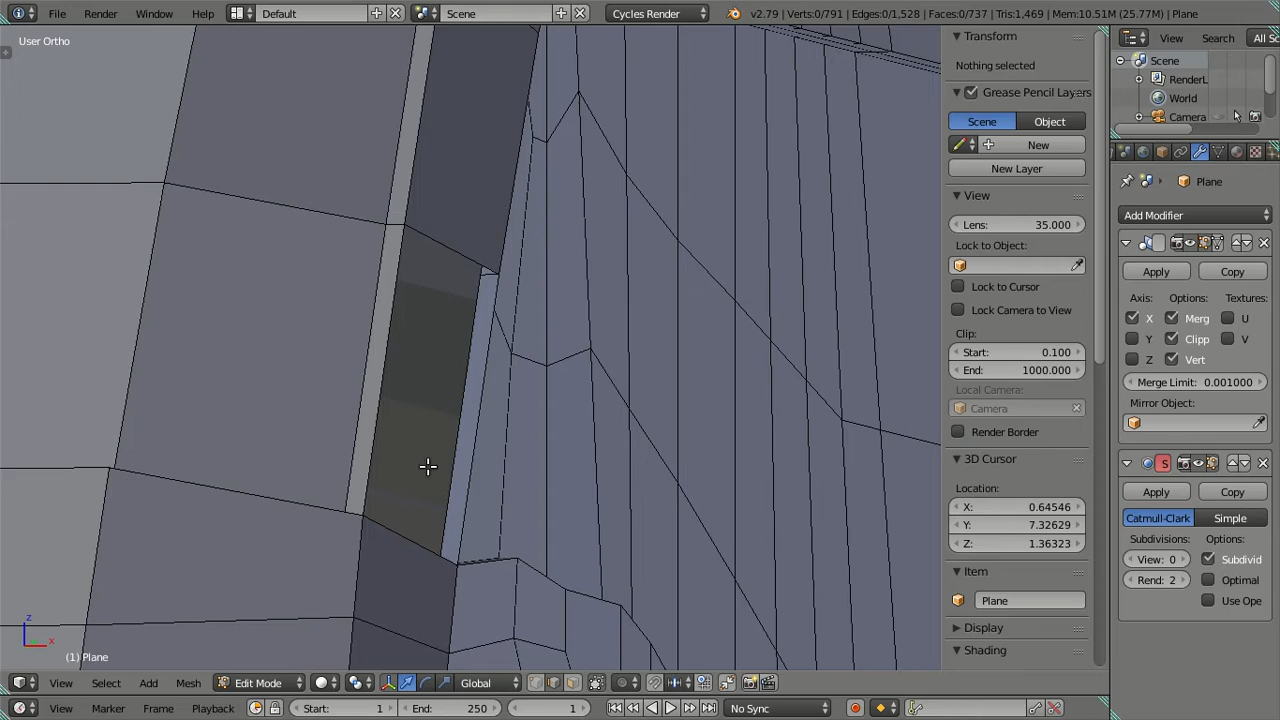 File Render Window Help Default Scene Cycles Render v2.79 | Verts:0/791 | Edges:0/1,528 | Faces:0/737 | Tris:1,469 | Mem:10.51M (25.77M) | Plane
User Ortho
Transform
Nothing selected
Grease Pencil Layers
Scene Object
New
New Layer
View
Lens: 35.000
Lock to Object:
Lock to Cursor
Lock Camera to View
Clip:
Start: 0.100
End: 1000.000
Local Camera:
Camera
Render Border
3D Cursor
Location:
X: 0.64546
Y: 7.32629
Z: 1.36323
Item
Plane
Display
Shading
View Search All Sc
Scene
RenderL
World
Camera
Plane
Add Modifier
Apply Copy
Axis: Options: Textures:
X Merg U
Y Clipp V
Z Vert
Merge Limit: 0.001000
Mirror Object:
S
Apply Copy
Catmull-Clark Simple
Subdivisions: Options:
View: 0 Subdivid
Rend: 2 Optimal
Use Ope
z
x
(1) Plane
View Select Add Mesh Edit Mode Global
View Marker Frame Playback Start: 1 End: 250 1 No Sync